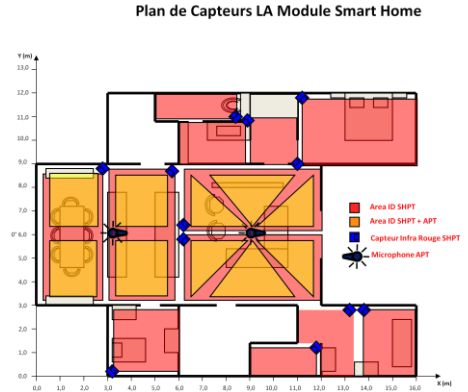 Plan de Capteurs LA Module Smart Home
Y (m)
13,0
12,0
11,0
10,0
9,0
8,0
7,0
0° 6,0
5,0
4,0
3,0
2,0
1,0
0,0
0,0 1,0 2,0 3,0 4,0 5,0 6,0 7,0 8,0 9,0 10,0 11,0 12,0 13,0 14,0 15,0 16,0 X (m)
Area ID SHPT
Area ID SHPT + APT
Capteur Infra Rouge SHPT
Microphone APT